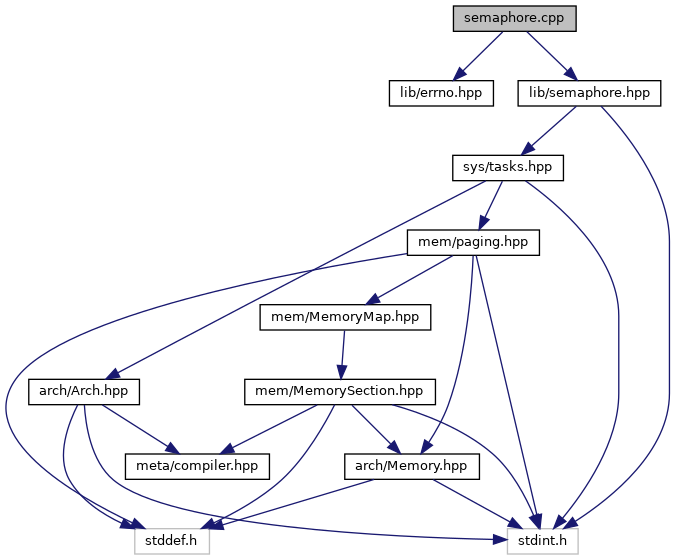 semaphore.cpp
lib/errno.hpp
lib/semaphore.hpp
sys/tasks.hpp
mem/paging.hpp
mem/MemoryMap.hpp
arch/Arch.hpp
mem/MemorySection.hpp
meta/compiler.hpp
arch/Memory.hpp
stddef.h
stdint.h